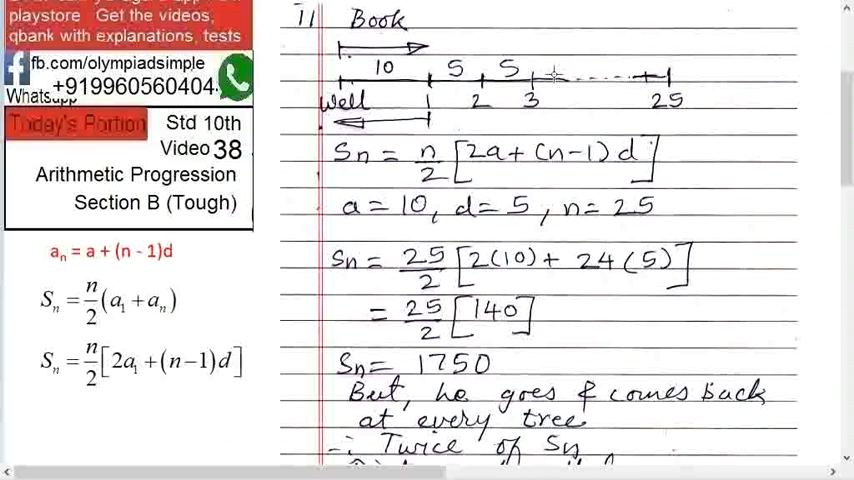 playstore Get the videos,
qbank with explanations, tests
fb.com/olympiadsimple
Whatsapp +919960560404
Today's Portion Std 10th
Video 38
Arithmetic Progression
Section B (Tough)
aₙ = a + (n - 1)d
Sₙ = n/2 (a₁ + aₙ)
Sₙ = n/2 [2a₁ + (n − 1)d]
11 Book
10 5 5
Well 1 2 3 25
Sn = n/2 [2a + (n-1) d]
a = 10, d = 5, n = 25
Sn = 25/2 [2(10) + 24(5)]
= 25/2 [140]
Sn = 1750
But, he goes & comes back
at every tree
∴ Twice of Sn